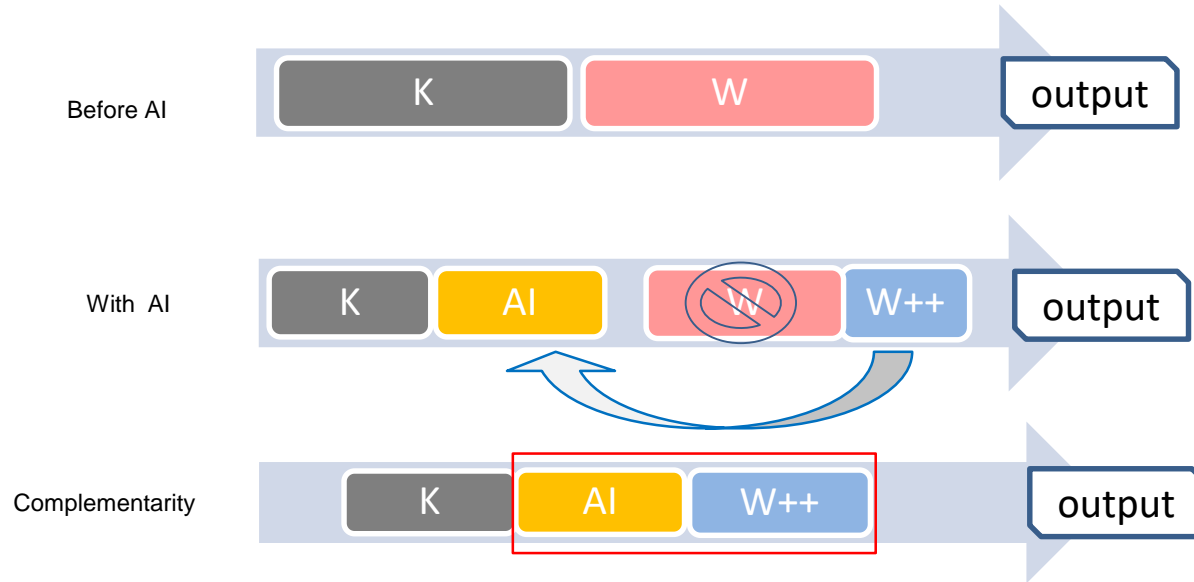 Before AI
K
W
output
With AI
K
AI
W
W++
output
Complementarity
K
AI
W++
output